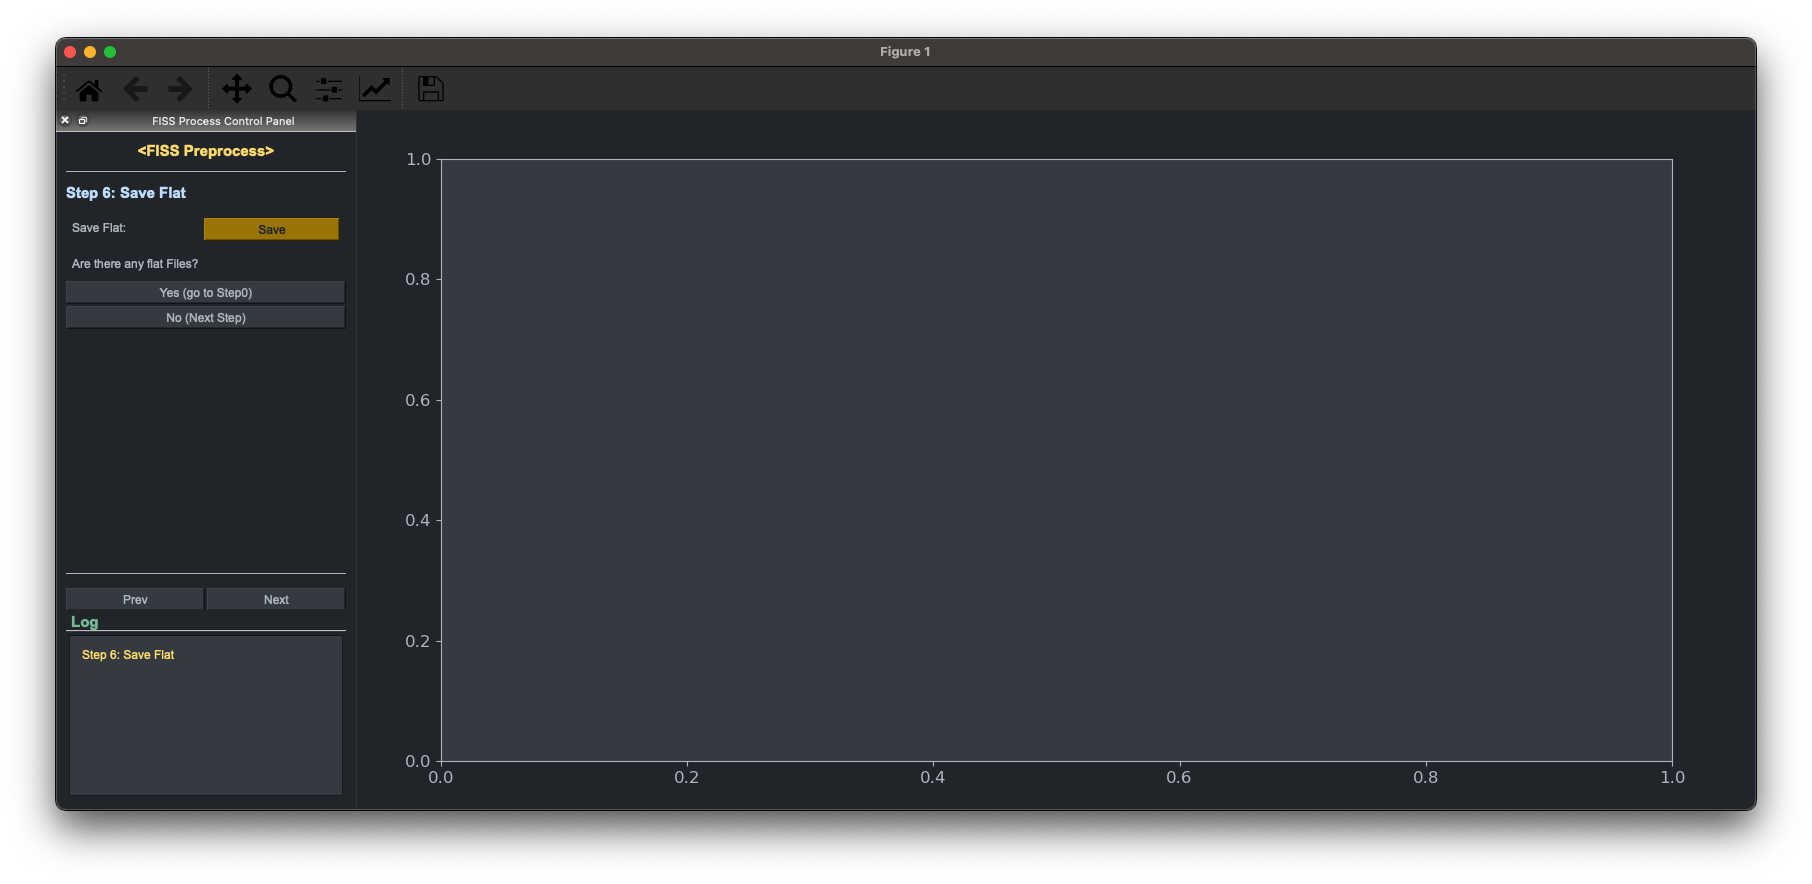 Figure 1
FISS Process Control Panel
<FISS Preprocess>
Step 6: Save Flat
Save Flat:
Save
Are there any flat Files?
Yes (go to Step0)
No (Next Step)
Prev
Next
Log
Step 6: Save Flat
1.0
0.8
0.6
0.4
0.2
0.0
0.0
0.2
0.4
0.6
0.8
1.0